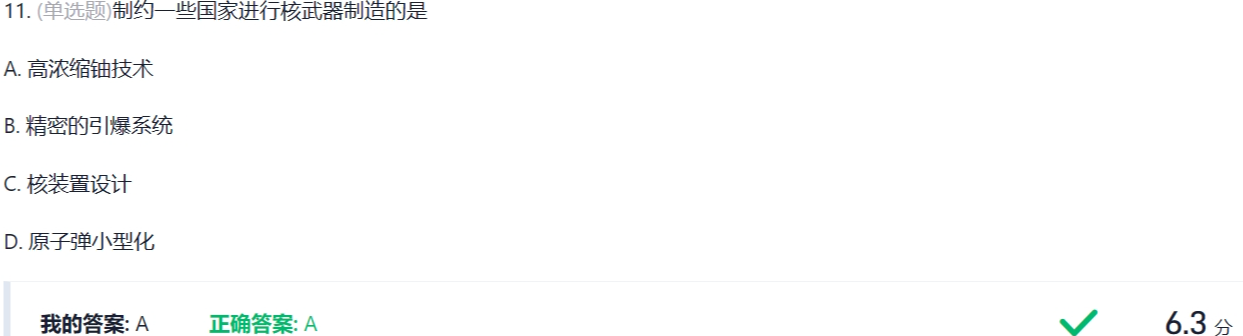 11. (单选题)制约一些国家进行核武器制造的是
A. 高浓缩铀技术
B. 精密的引爆系统
C. 核装置设计
D. 原子弹小型化
我的答案: A 正确答案: A 6.3 分